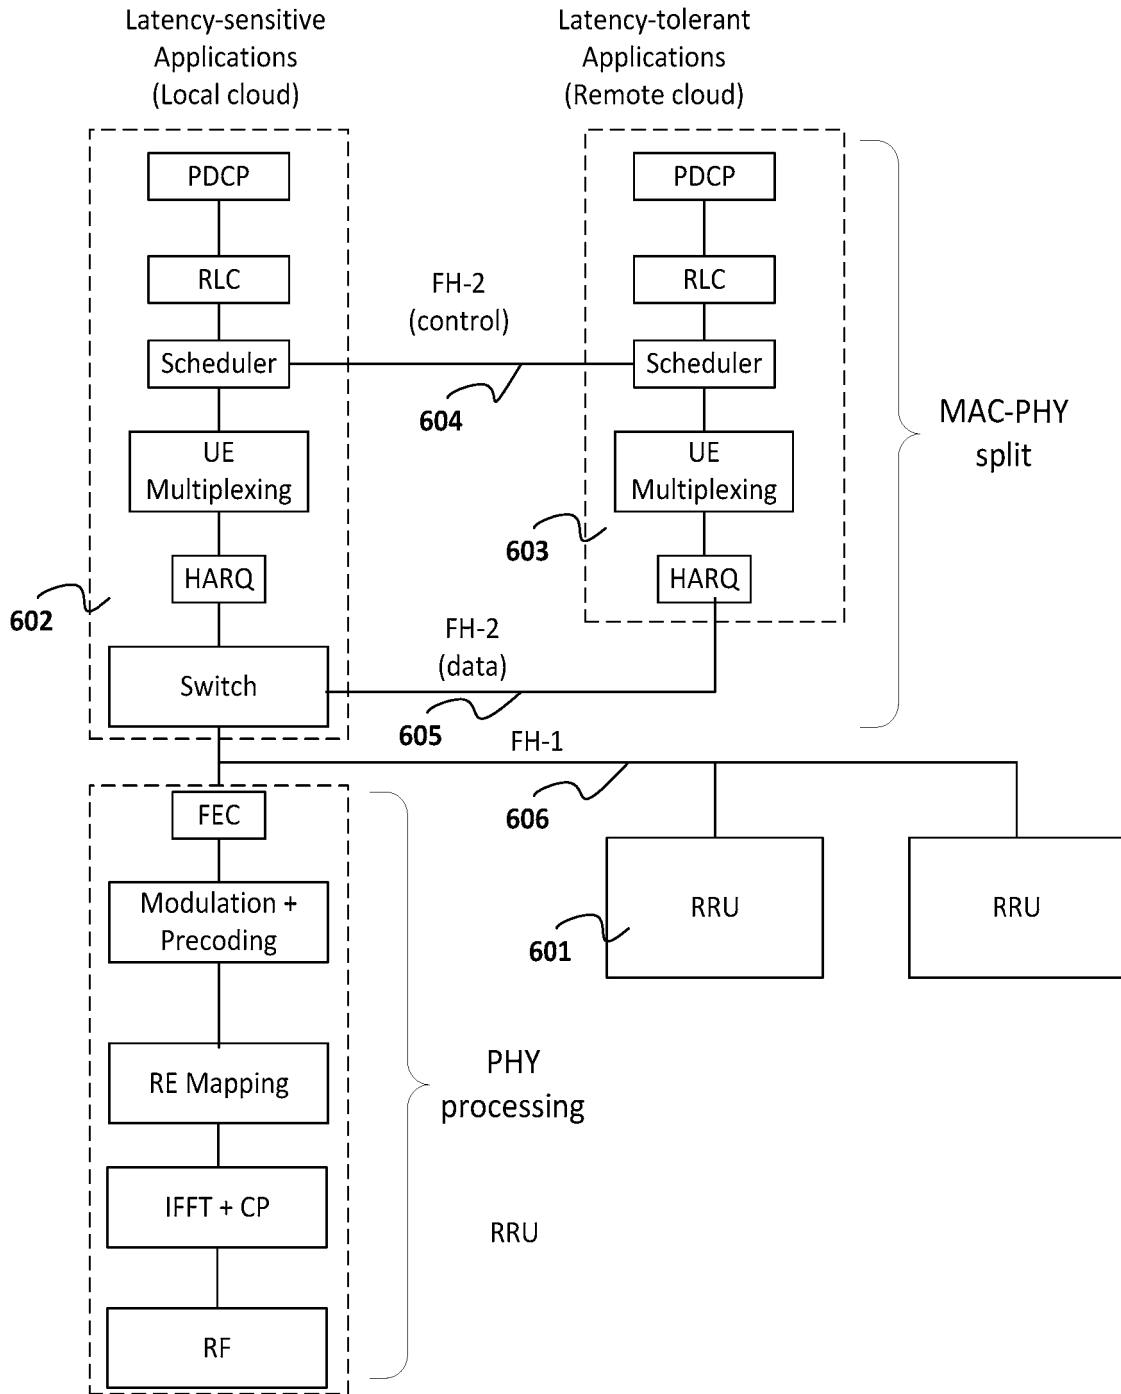 Latency-sensitive
Applications
(Local cloud)
Latency-tolerant
Applications
(Remote cloud)
PDCP
PDCP
RLC
RLC
FH-2
(control)
Scheduler
Scheduler
604
MAC-PHY
split
UE
Multiplexing
UE
Multiplexing
603
HARQ
HARQ
602
FH-2
(data)
Switch
605
FH-1
606
FEC
Modulation +
Precoding
RRU
RRU
601
RE Mapping
PHY
processing
IFFT + CP
RRU
RF